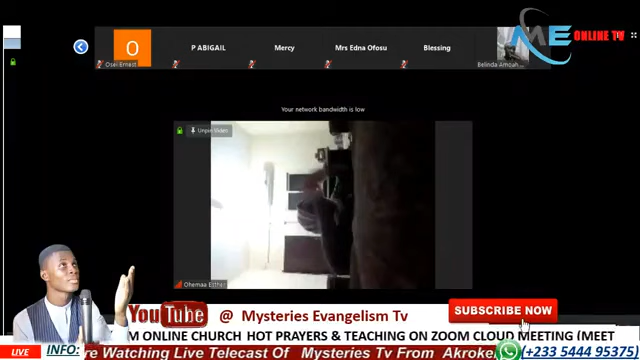 ME ONLINE TV
O
Osei Ernest
P ABIGAIL
Mercy
Mrs Edna Ofosu
Blessing
Belinda Amoah...
Your network bandwidth is low
Unpin Video
Ohemaa Esther
YouTube @ Mysteries Evangelism Tv
SUBSCRIBE NOW
M ONLINE CHURCH HOT PRAYERS & TEACHING ON ZOOM CLOUD MEETING (MEET
LIVE INFO: re Watching Live Telecast Of Mysteries Tv From Akroke (+233 5444 95375